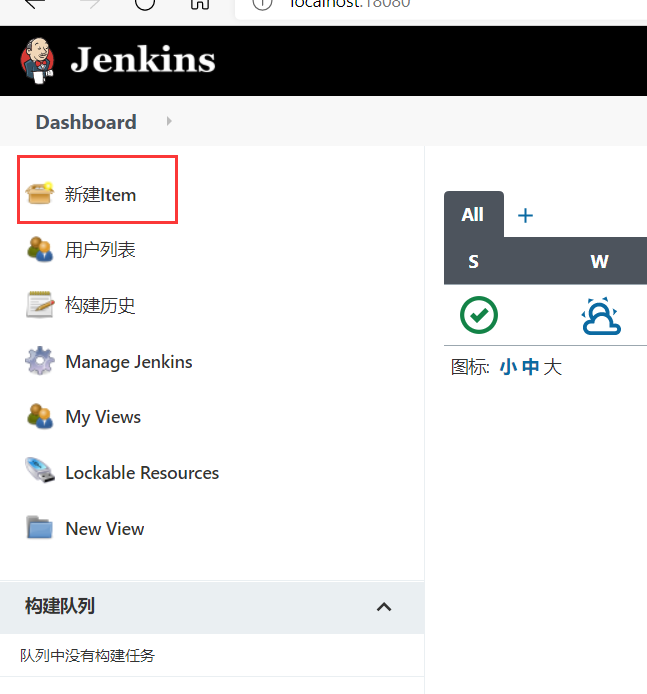 localhost:18080
Jenkins
Dashboard
新建Item
用户列表
构建历史
Manage Jenkins
My Views
Lockable Resources
New View
构建队列
队列中没有构建任务
All +
S W
图标: 小 中 大